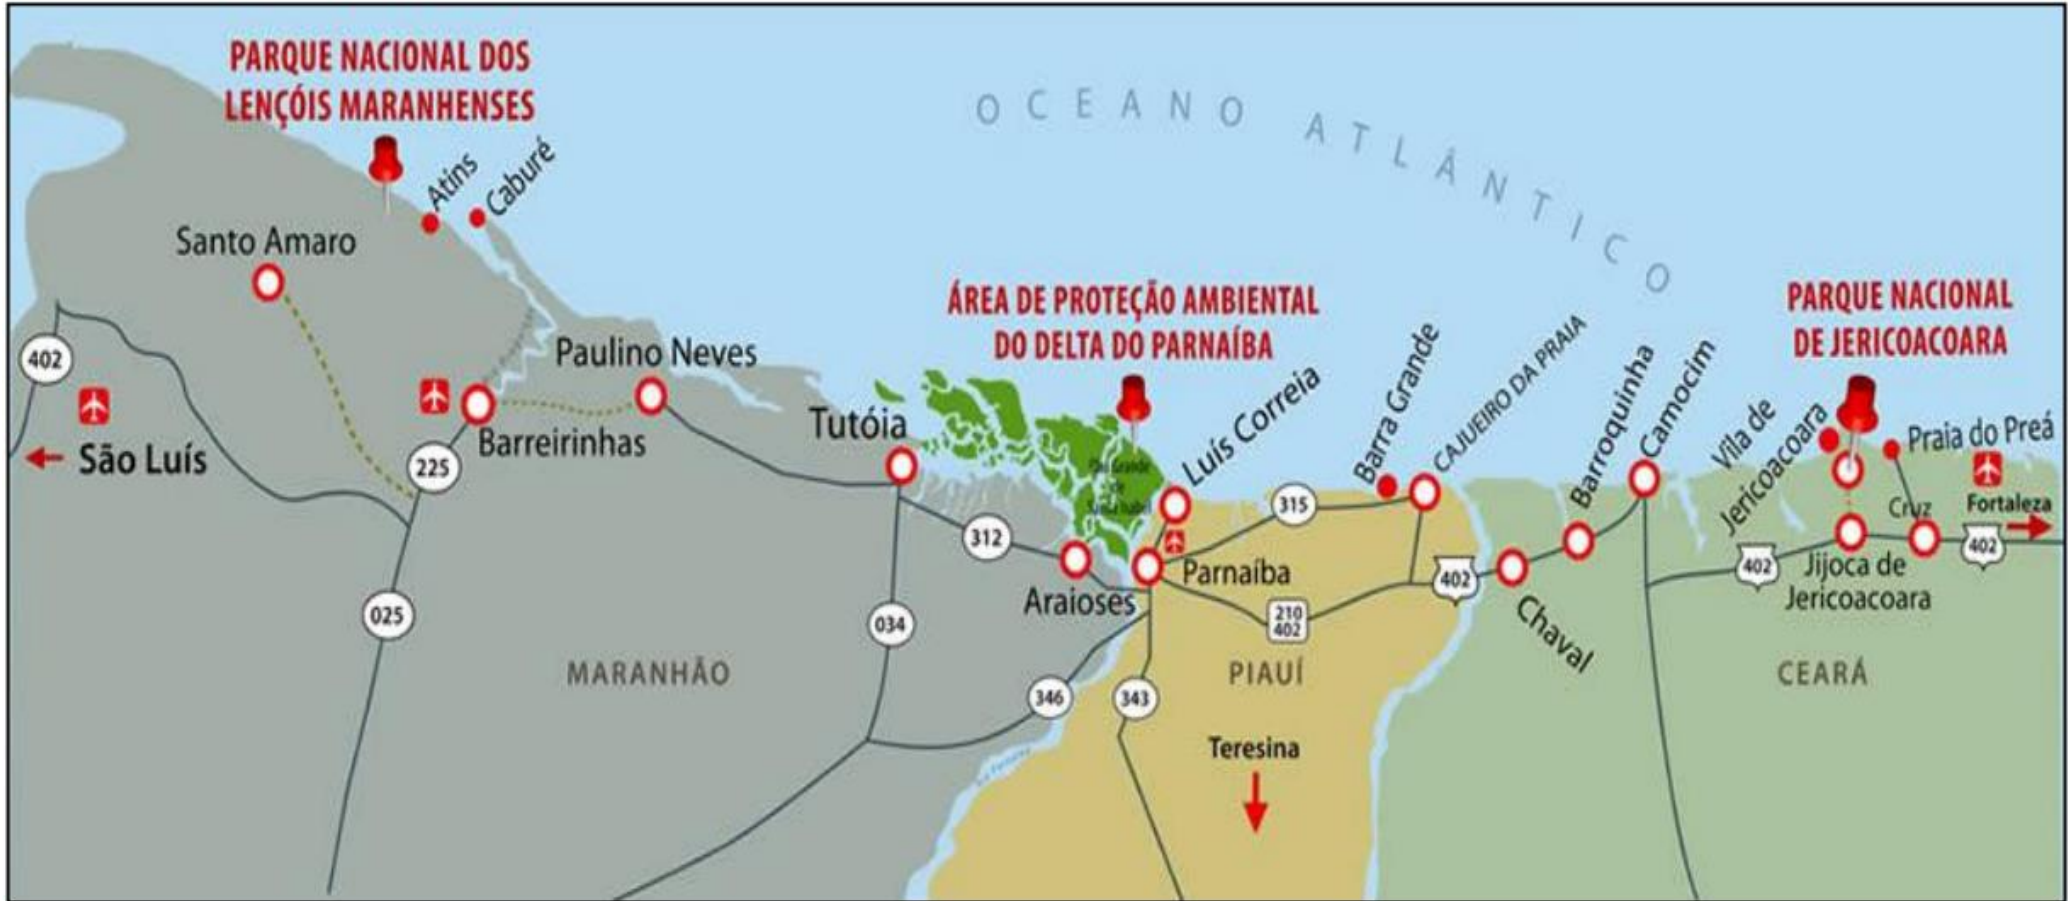 PARQUE NACIONAL DOS
LENÇÓIS MARANHENSES
Atins
Caburé
Santo Amaro
OCEANO ATLÂNTICO
402
São Luís
Barreirinhas
225
Paulino Neves
Tutóia
025
MARANHÃO
034
312
Araioses
346
ÁREA DE PROTEÇÃO AMBIENTAL
DO DELTA DO PARNAÍBA
Luís Correia
Parnaíba
315
Barra Grande
CAJUEIRO DA PRAIA
210
402
402
343
PIAUÍ
Teresina
Chaval
Barroquinha
Camocim
PARQUE NACIONAL
DE JERICOACOARA
Vila de
Jericoacoara
Praia do Preá
Cruz
Fortaleza
402
402
Jijoca de
Jericoacoara
CEARÁ